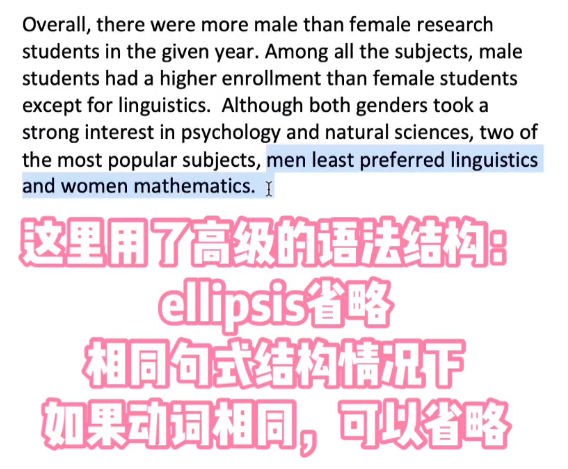 Overall, there were more male than female research
students in the given year. Among all the subjects, male
students had a higher enrollment than female students
except for linguistics.  Although both genders took a
strong interest in psychology and natural sciences, two of
the most popular subjects, men least preferred linguistics
and women mathematics.
这里用了高级的语法结构：
ellipsis省略
相同句式结构情况下
如果动词相同，可以省略